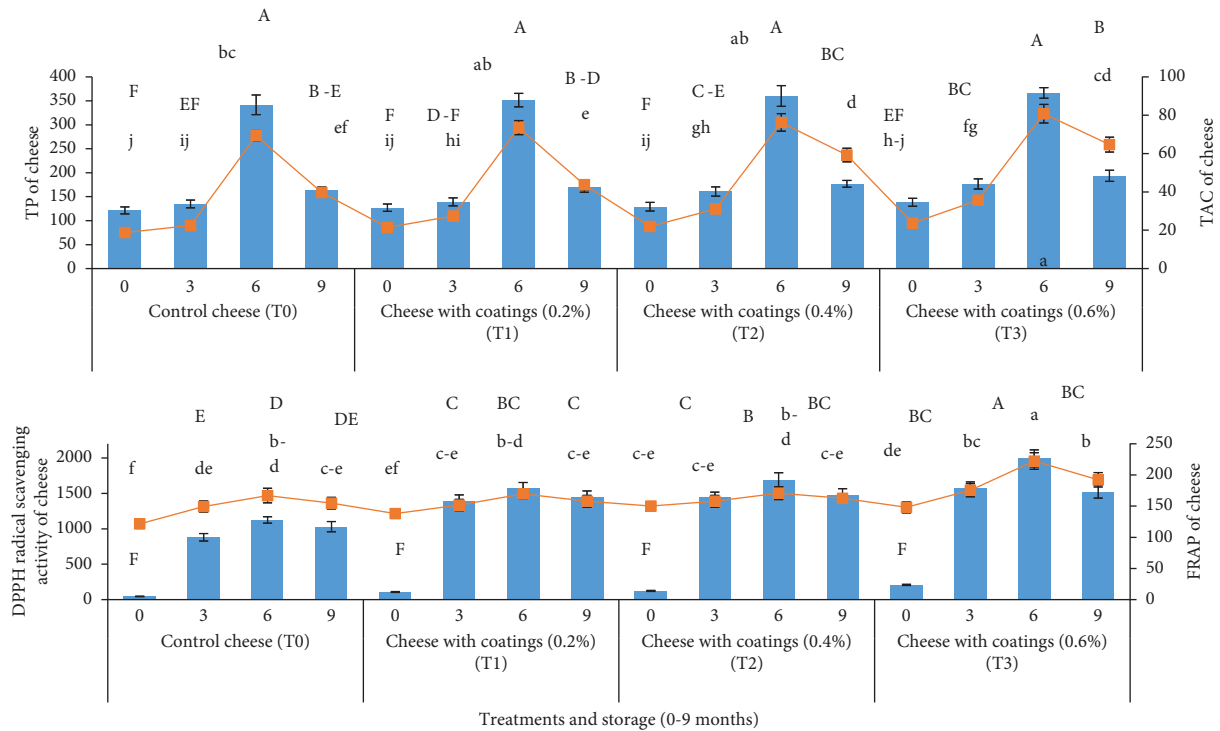 A
A
A
B
bc
ab
ab
BC
A
cd
400
350
300
250
200
150
100
50
0
TP of cheese
F
EF
B-E
j
ij
ef
F
D-F
B-D
ij
hi
e
F
C-E
d
ij
gh
EF
BC
h-j
fg
a
100
80
60
40
20
0
TAC of cheese
0 3 6 9 0 3 6 9 0 3 6 9 0 3 6 9
Control cheese (T0)
Cheese with coatings (0.2%)
(T1)
Cheese with coatings (0.4%)
(T2)
Cheese with coatings (0.6%)
(T3)
E
D
DE
C
BC
C
C
B
BC
BC
A
BC
f
de
b-
d
c-e
ef
c-e
b-d
c-e
c-e
c-e
b-
d
c-e
de
bc
a
b
F
F
F
F
2000
1500
1000
500
0
DPPH radical scavenging
activity of cheese
250
200
150
100
50
0
FRAP of cheese
0 3 6 9 0 3 6 9 0 3 6 9 0 3 6 9
Control cheese (T0)
Cheese with coatings (0.2%)
(T1)
Cheese with coatings (0.4%)
(T2)
Cheese with coatings (0.6%)
(T3)
Treatments and storage (0-9 months)